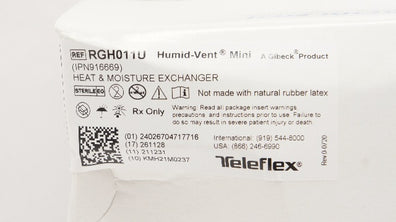 REF RGH011U Humid-Vent® Mini A Gibeck® Product
(IPN916669)
HEAT & MOISTURE EXCHANGER
STERILE EO Not made with natural rubber latex
Rx Only
Warning: Read all package insert warnings,
precautions, and instructions prior to use. Failure to
do so may result in severe patient injury or death.
(01) 24026704717716
(17) 261128
(11) 211231
(10) KMH21M0237
International: (919) 544-8000
USA: (866) 246-6990
Teleflex®
Rev.0.0/20